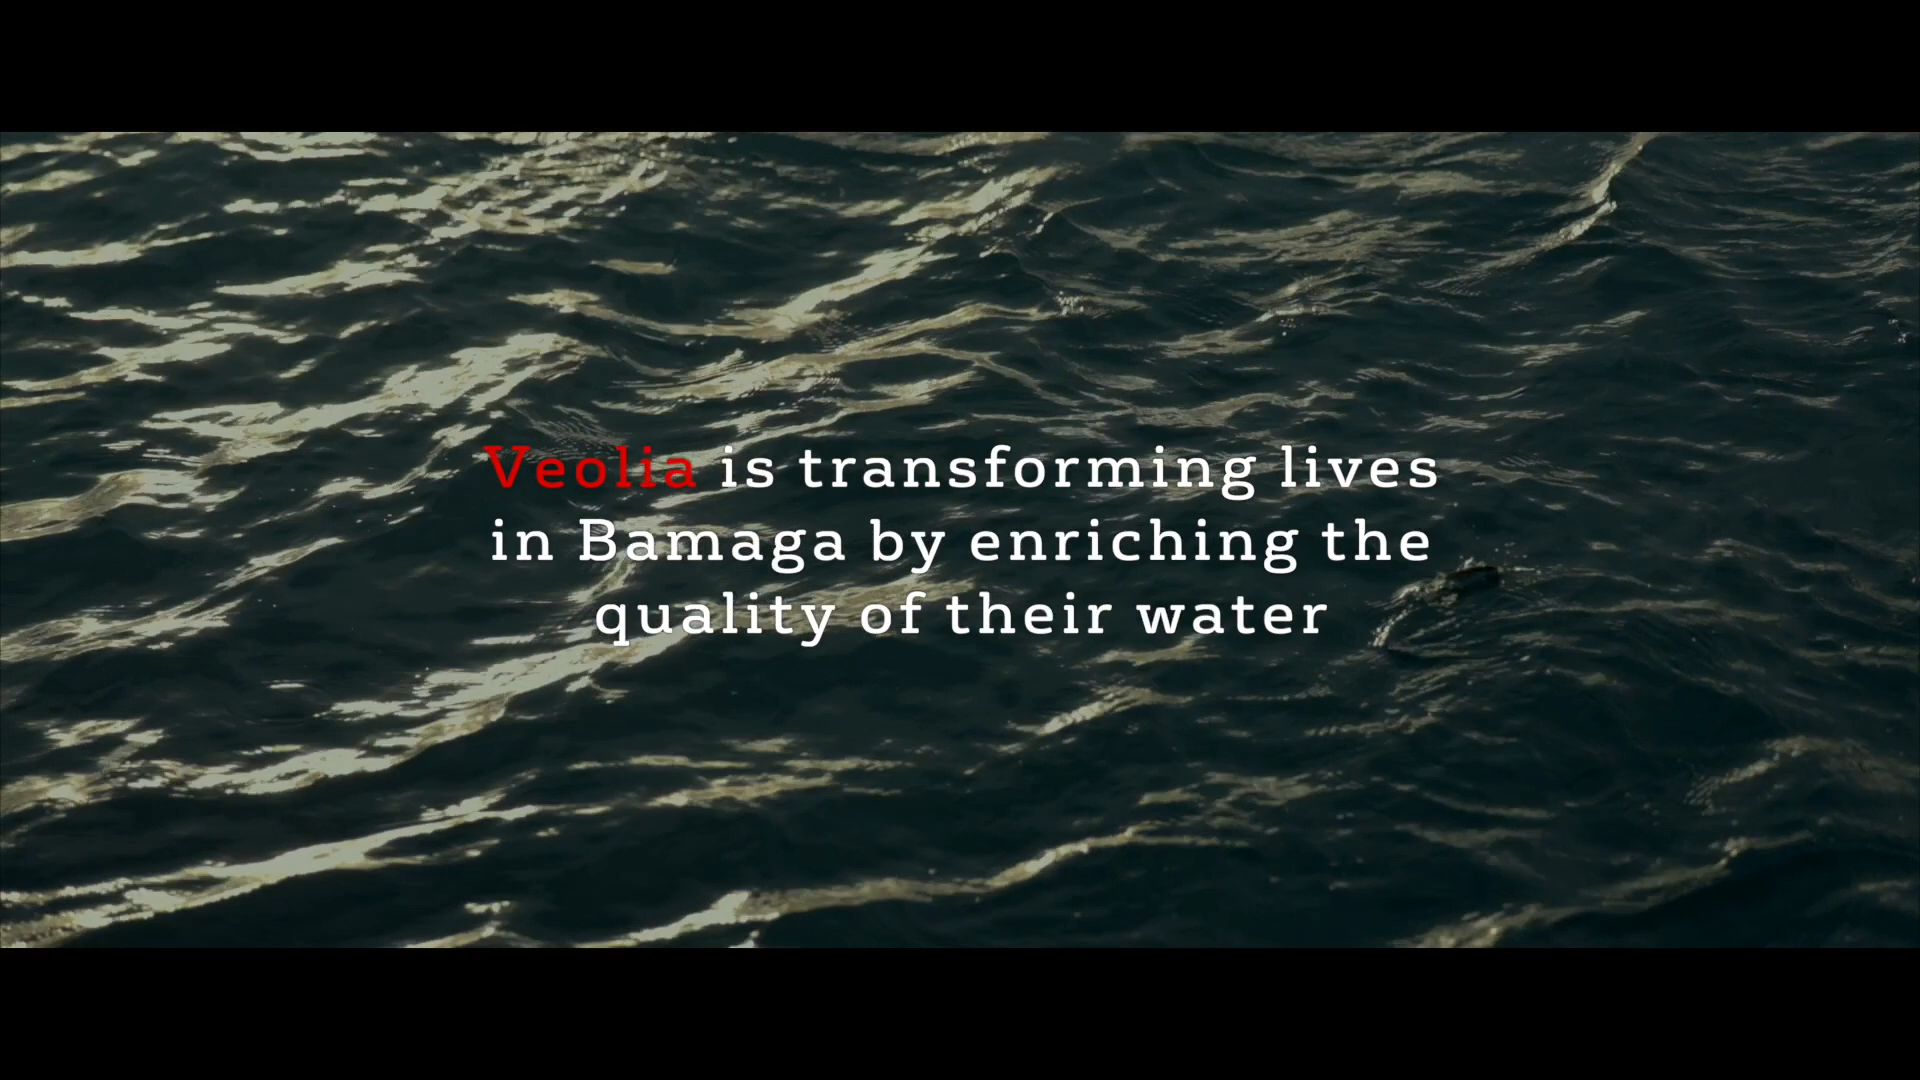 Veolia is transforming lives
in Bamaga by enriching the
quality of their water